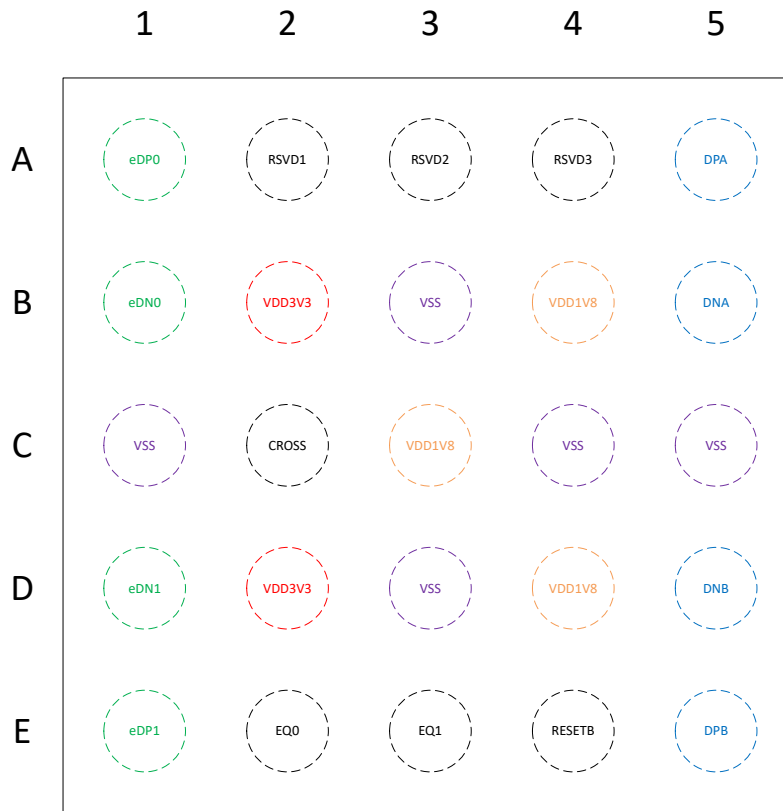 1 2 3 4 5
A eDP0 RSVD1 RSVD2 RSVD3 DPA
B eDN0 VDD3V3 VSS VDD1V8 DNA
C VSS CROSS VDD1V8 VSS VSS
D eDN1 VDD3V3 VSS VDD1V8 DNB
E eDP1 EQ0 EQ1 RESETB DPB